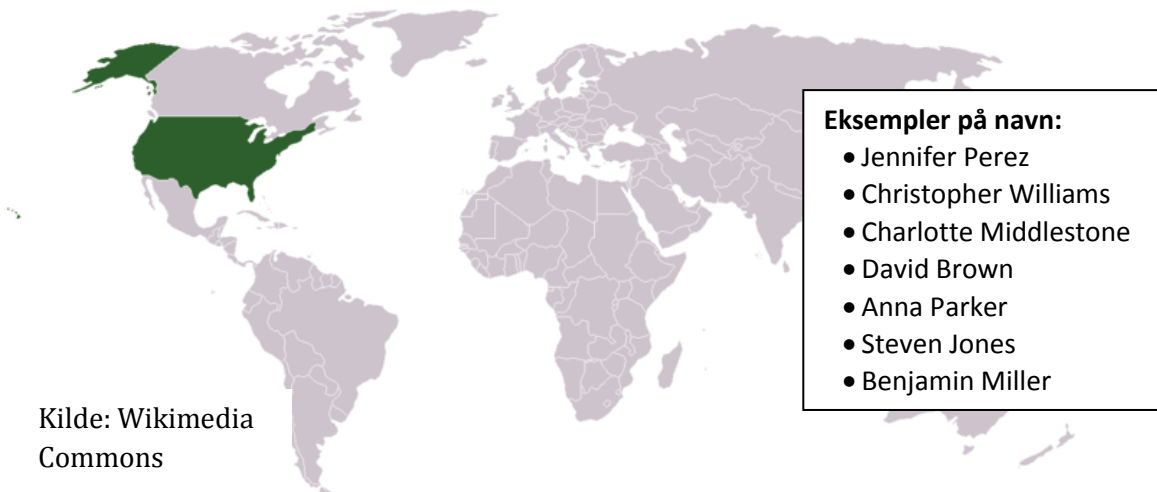 Eksempler på navn:
• Jennifer Perez
• Christopher Williams
• Charlotte Middlestone
• David Brown
• Anna Parker
• Steven Jones
• Benjamin Miller
Kilde: Wikimedia
Commons